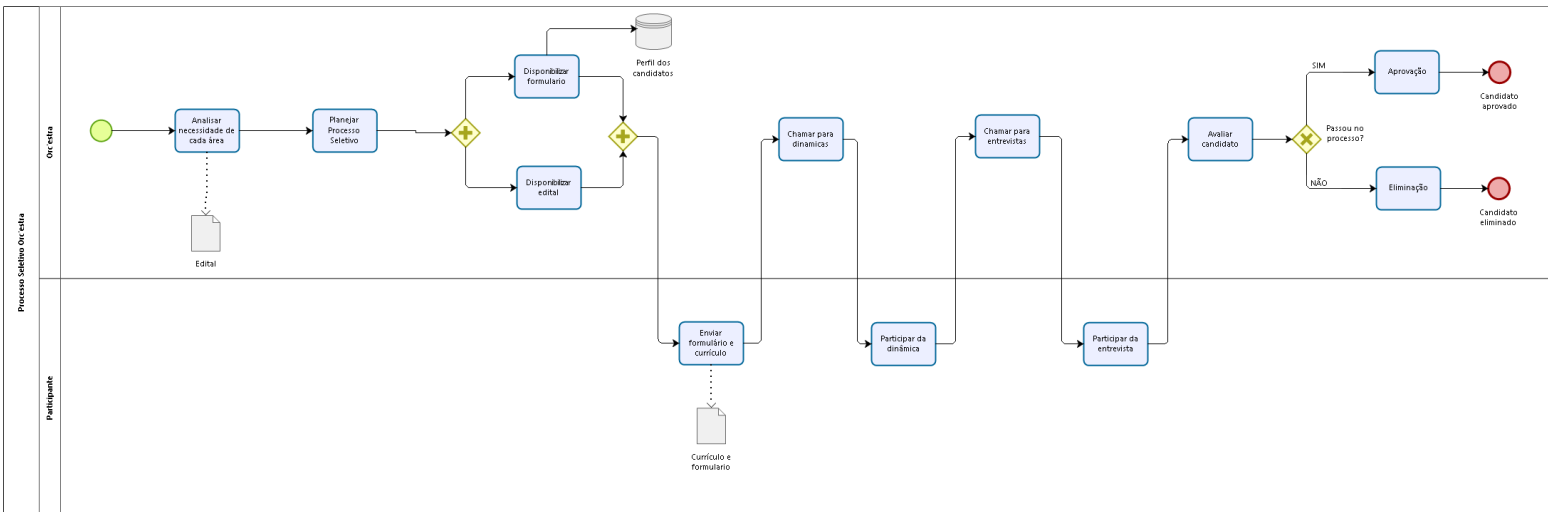 Processo Seletivo Orc'estra
Orc'estra
Participante
Analisar
necessidade de
cada área
Edital
Planejar
Processo
Seletivo
Disponibilizar
formulario
Perfil dos
candidatos
Disponibilizar
edital
Enviar
formulário e
currículo
Currículo e
formulario
Chamar para
dinamicas
Participar da
dinâmica
Chamar para
entrevistas
Participar da
entrevista
Avaliar
candidato
Passou no
processo?
SIM
Aprovação
Candidato
aprovado
NÃO
Eliminação
Candidato
eliminado